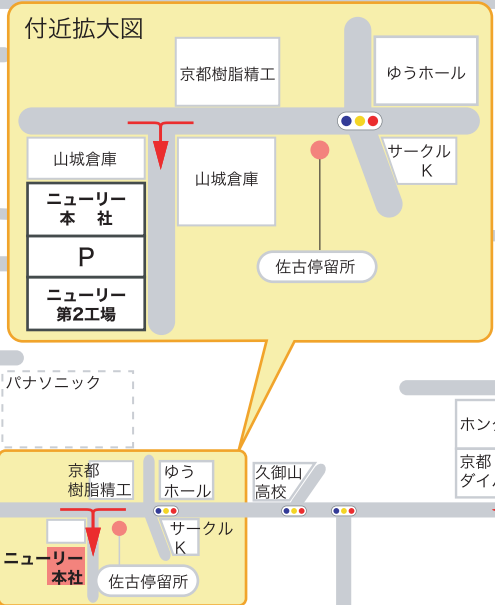 付近拡大図
京都樹脂精工
ゆうホール
山城倉庫
山城倉庫
サークル
K
ニューリー
本 社
P
ニューリー
第2工場
佐古停留所
パナソニック
京都
樹脂精工
ゆう
ホール
久御山
高校
サークル
K
ニューリー
本社
佐古停留所
京都